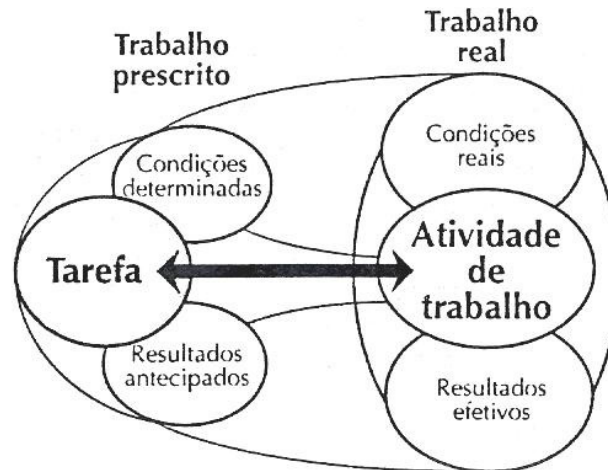 Trabalho
prescrito
Trabalho
real
Condições
determinadas
Condições
reais
Tarefa
Atividade
de
trabalho
Resultados
antecipados
Resultados
efetivos